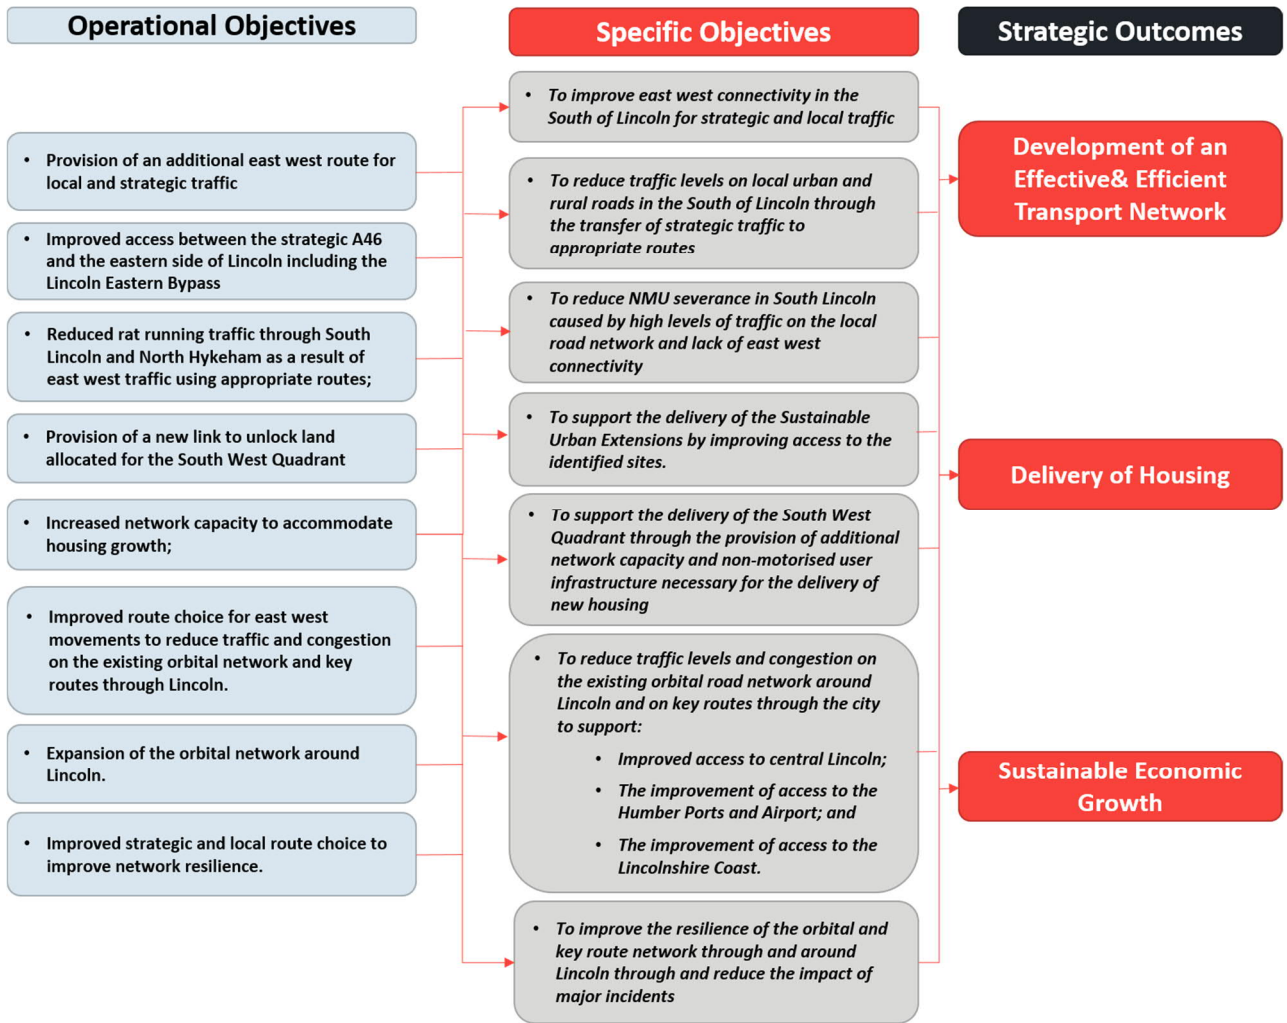 Operational Objectives
• Provision of an additional east west route for
local and strategic traffic
• Improved access between the strategic A46
and the eastern side of Lincoln including the
Lincoln Eastern Bypass
• Reduced rat running traffic through South
Lincoln and North Hykeham as a result of
east west traffic using appropriate routes;
• Provision of a new link to unlock land
allocated for the South West Quadrant
• Increased network capacity to accommodate
housing growth;
• Improved route choice for east west
movements to reduce traffic and congestion
on the existing orbital network and key
routes through Lincoln.
• Expansion of the orbital network around
Lincoln.
• Improved strategic and local route choice to
improve network resilience.
Specific Objectives
• To improve east west connectivity in the
South of Lincoln for strategic and local traffic
• To reduce traffic levels on local urban and
rural roads in the South of Lincoln through
the transfer of strategic traffic to
appropriate routes
• To reduce NMU severance in South Lincoln
caused by high levels of traffic on the local
road network and lack of east west
connectivity
• To support the delivery of the Sustainable
Urban Extensions by improving access to the
identified sites.
• To support the delivery of the South West
Quadrant through the provision of additional
network capacity and non-motorised user
infrastructure necessary for the delivery of
new housing
• To reduce traffic levels and congestion on
the existing orbital road network around
Lincoln and on key routes through the city
to support:
• Improved access to central Lincoln;
• The improvement of access to the
Humber Ports and Airport; and
• The improvement of access to the
Lincolnshire Coast.
• To improve the resilience of the orbital and
key route network through and around
Lincoln through and reduce the impact of
major incidents
Strategic Outcomes
Development of an
Effective& Efficient
Transport Network
Delivery of Housing
Sustainable Economic
Growth